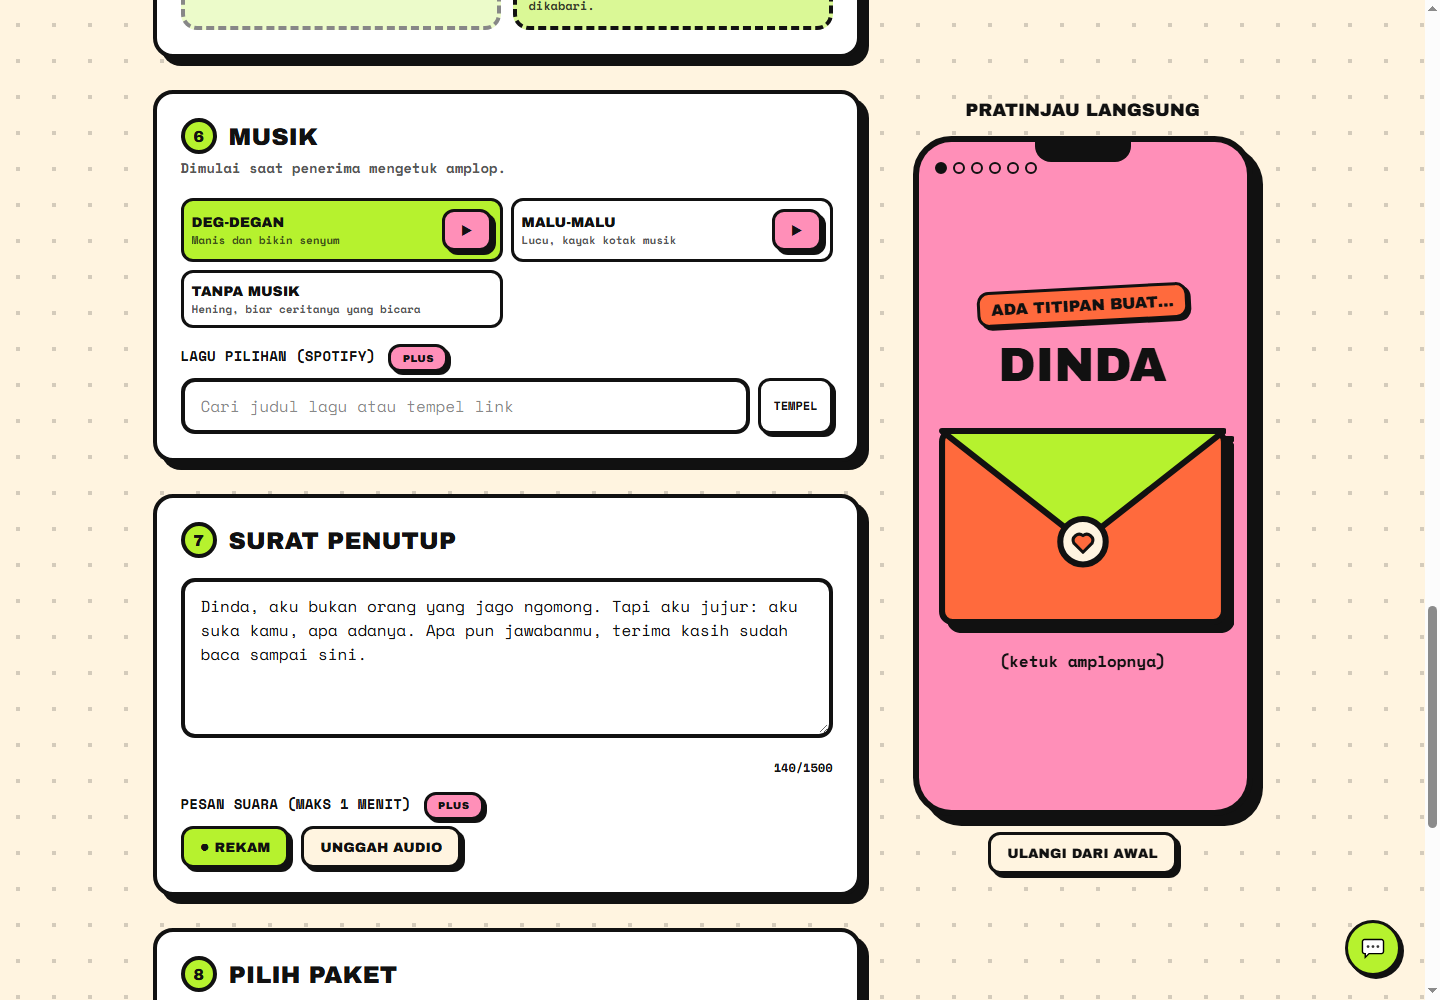 dikabari.
6 MUSIK
Dimulai saat penerima mengetuk amplop.
DEG-DEGAN
Manis dan bikin senyum
MALU-MALU
Lucu, kayak kotak musik
TANPA MUSIK
Hening, biar ceritanya yang bicara
LAGU PILIHAN (SPOTIFY) PLUS
Cari judul lagu atau tempel link
TEMPEL
7 SURAT PENUTUP
Dinda, aku bukan orang yang jago ngomong. Tapi aku jujur: aku
suka kamu, apa adanya. Apa pun jawabanmu, terima kasih sudah
baca sampai sini.
140/1500
PESAN SUARA (MAKS 1 MENIT) PLUS
REKAM
UNGGAH AUDIO
8 PILIH PAKET
PRATINJAU LANGSUNG
ADA TITIPAN BUAT...
DINDA
(ketuk amplopnya)
ULANGI DARI AWAL